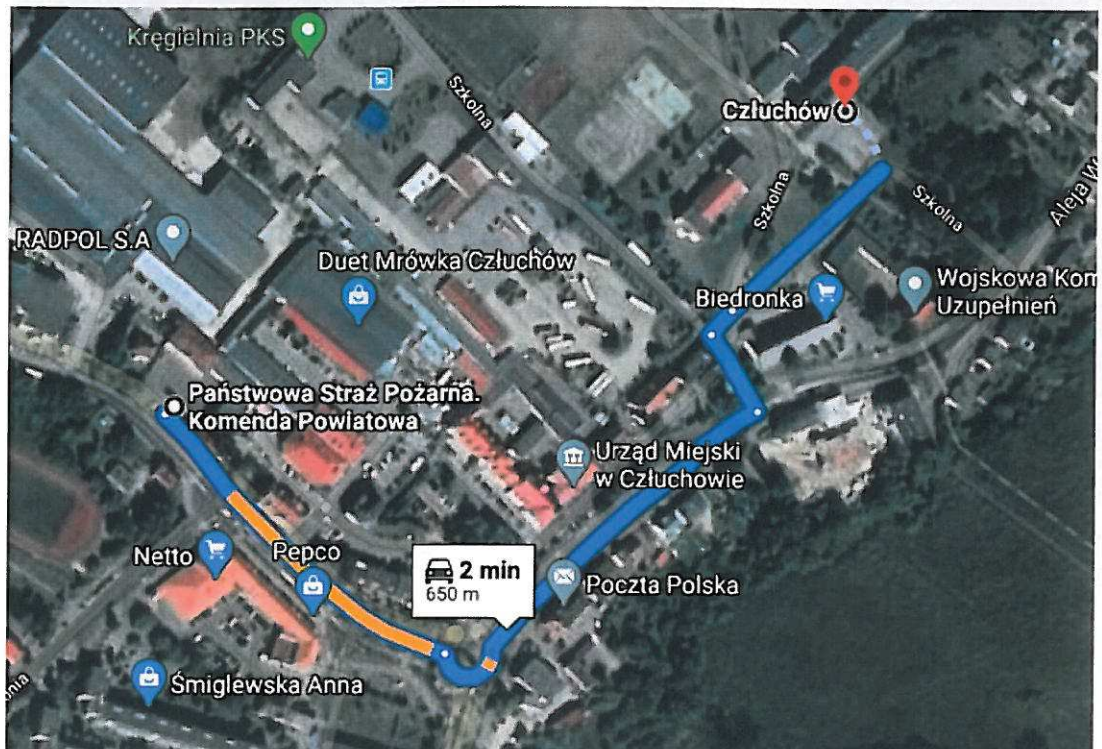 Kręgielnia PKS
Szkolna
Człuchów
Szkolna
Szkolna
RADPOL S.A
Duet Mrówka Człuchów
Biedronka
Wojskowa
Uzupełnień
Państwowa Straż Pożarna.
Komenda Powiatowa
Urząd Miejski
w Człuchowie
Netto
Pepco
2 min
650 m
Poczta Polska
Śmiglewska Anna
Aleja